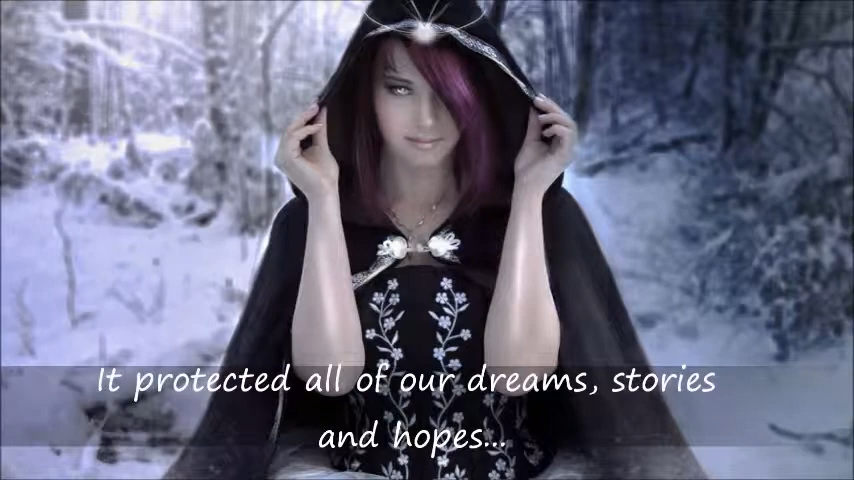 It protected all of our dreams, stories
and hopes...